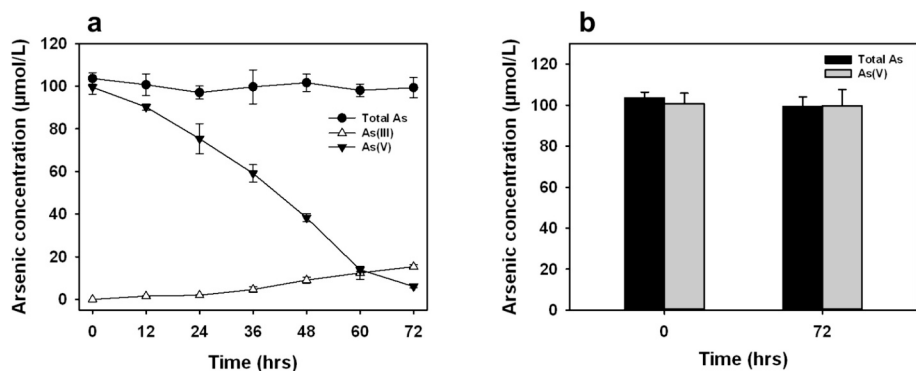 a
120
100
80
60
40
20
0
Arsenic concentration (µmol/L)
Total As
As(III)
As(V)
0 12 24 36 48 60 72
Time (hrs)
b
120
100
80
60
40
20
0
Arsenic concentration (µmol/L)
Total As
As(V)
0 72
Time (hrs)